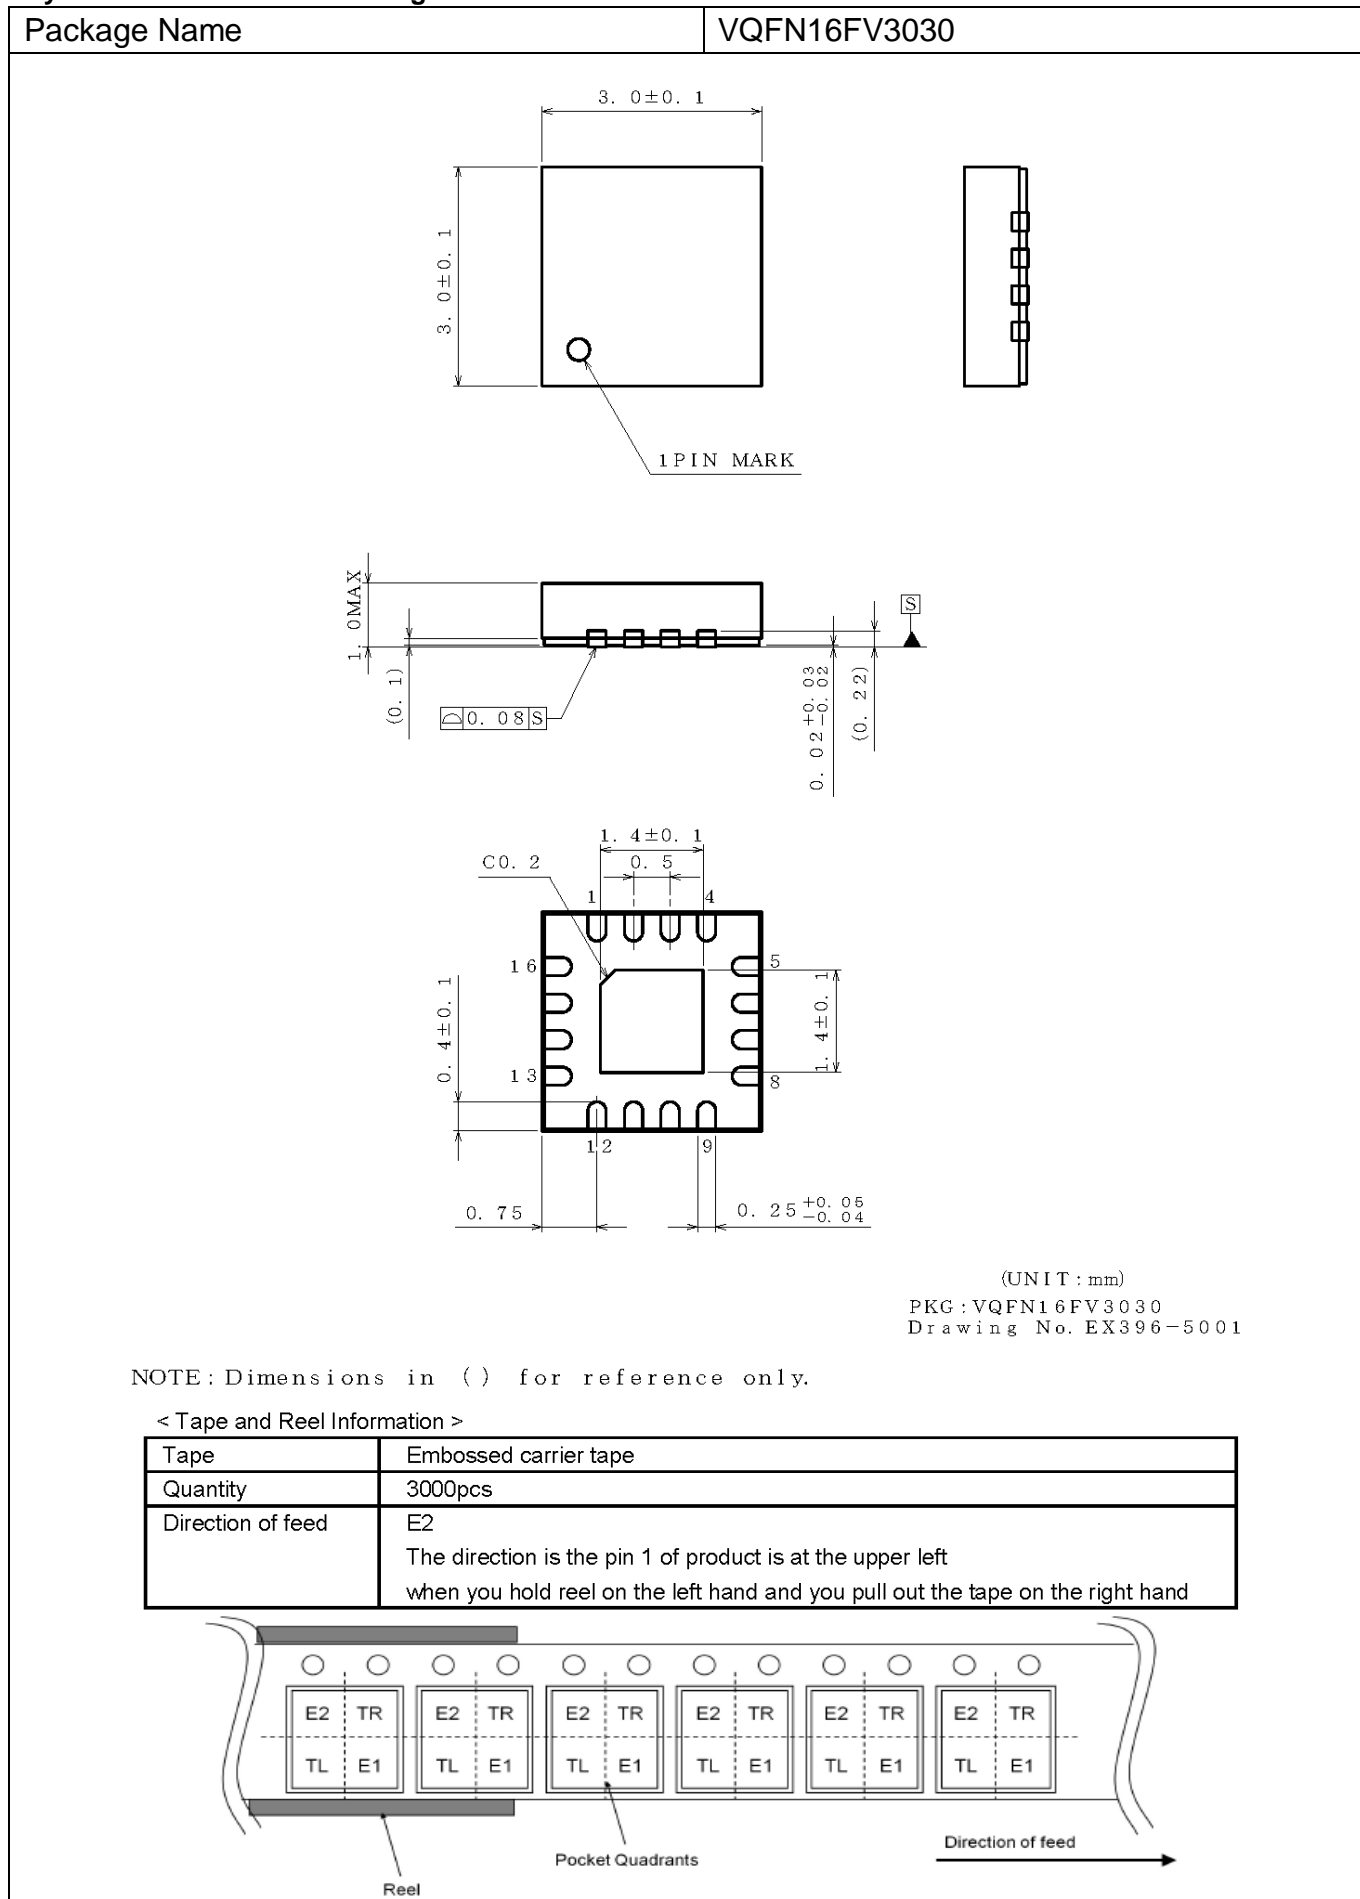 Package Name VQFN16FV3030
3. 0±0. 1
3. 0±0. 1
1PIN MARK
1. 0MAX
S
(0. 1)
0. 08 S
0. 02 +0. 03 −0. 02
(0. 22)
1. 4±0. 1
C0. 2
0. 5
1 4
16 5
0. 4±0. 1
1. 4±0. 1
13 8
12 9
0. 75
0. 25 +0. 05 −0. 04
(UNIT : mm)
PKG : VQFN16FV3030
Drawing No. EX396−5001
NOTE : Dimensions in ( ) for reference only.
< Tape and Reel Information >
Tape Embossed carrier tape
Quantity 3000pcs
Direction of feed E2
The direction is the pin 1 of product is at the upper left
when you hold reel on the left hand and you pull out the tape on the right hand
E2 TR E2 TR E2 TR E2 TR E2 TR E2 TR
TL E1 TL E1 TL E1 TL E1 TL E1 TL E1
Direction of feed
Pocket Quadrants
Reel